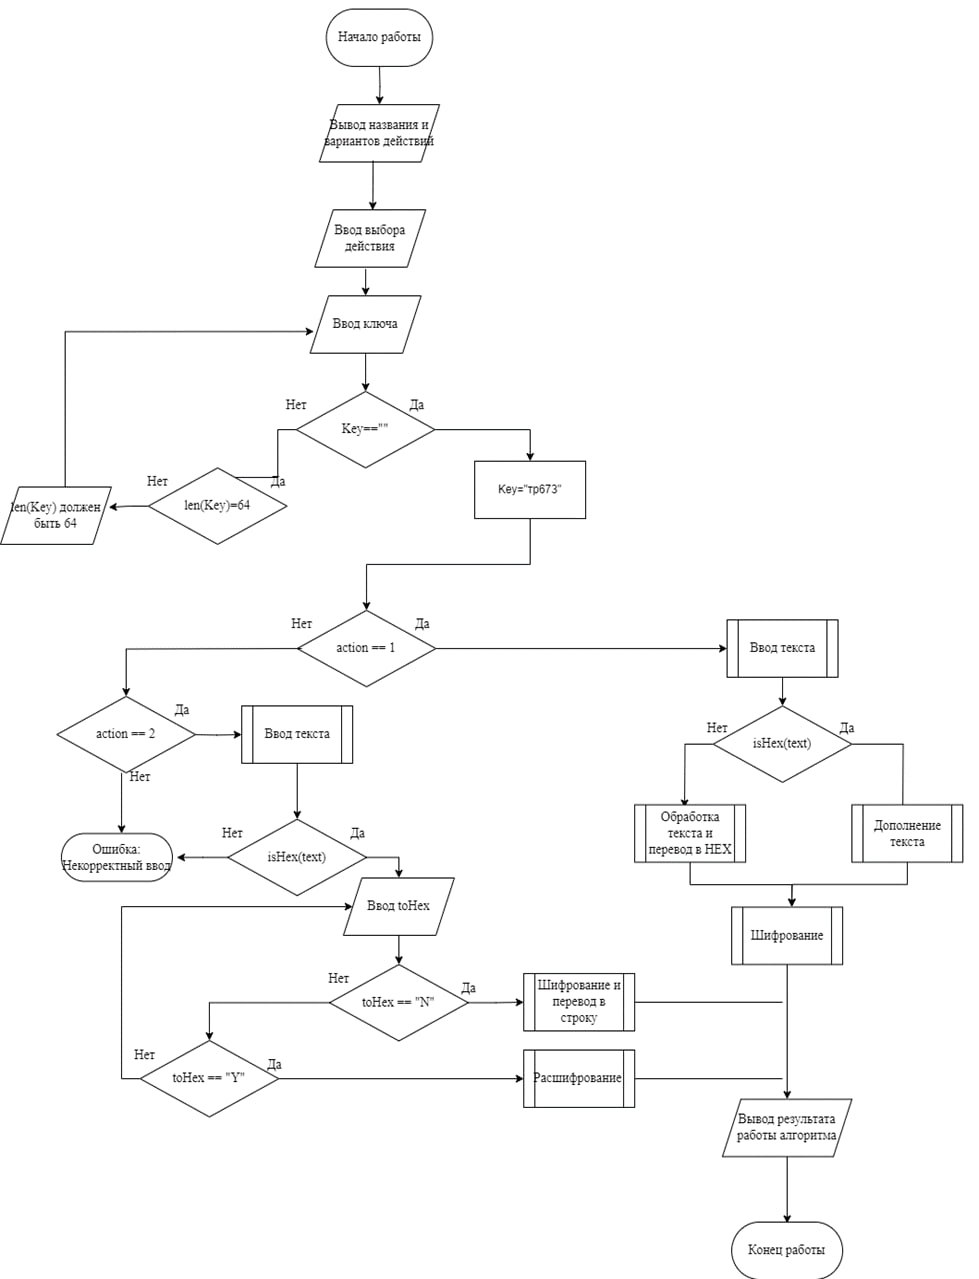 Начало работы
Вывод названия и
вариантов действий
Ввод выбора
действия
Ввод ключа
Нет
Да
Key==""
Нет
Да
len(Key)=64
len(Key) должен
быть 64
Key="тр673"
Нет
Да
action == 1
Ввод текста
Да
action == 2
Нет
Ввод текста
Нет
Да
isHex(text)
Обработка
текста и
перевод в HEX
Дополнение
текста
Ошибка:
Некорректный ввод
Нет
Да
isHex(text)
Ввод toHex
Шифрование
Нет
Да
toHex == "N"
Шифрование и
перевод в
строку
Нет
Да
toHex == "Y"
Расшифрование
Вывод результата
работы алгоритма
Конец работы